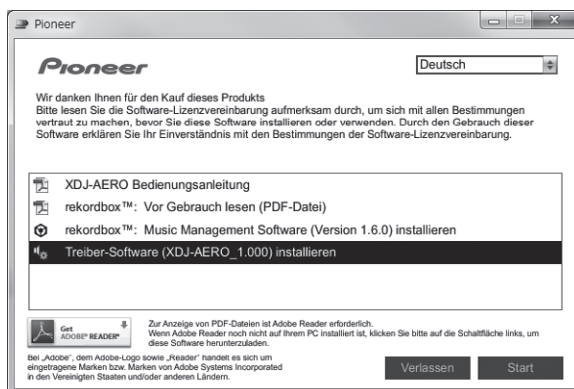 Pioneer
Pioneer
Deutsch
Wir danken Ihnen für den Kauf dieses Produkts
Bitte lesen Sie die Software-Lizenzvereinbarung aufmerksam durch, um sich mit allen Bestimmungen
vertraut zu machen, bevor Sie diese Software installieren oder verwenden. Durch den Gebrauch dieser
Software erklären Sie Ihr Einverständnis mit den Bestimmungen der Software-Lizenzvereinbarung.
XDJ-AERO Bedienungsanleitung
rekordbox™: Vor Gebrauch lesen (PDF-Datei)
rekordbox™: Music Management Software (Version 1.6.0) installieren
Treiber-Software (XDJ-AERO_1.000) installieren
Get
ADOBE® READER®
Zur Anzeige von PDF-Dateien ist Adobe Reader erforderlich.
Wenn Adobe Reader noch nicht auf Ihrem PC installiert ist, klicken Sie bitte auf die Schaltfläche links, um
diese Software herunterzuladen.
Bei „Adobe", dem Adobe-Logo sowie „Reader" handelt es sich um
eingetragene Marken bzw. Marken von Adobe Systems Incorporated
in den Vereinigten Staaten und/oder anderen Ländern.
Verlassen
Start